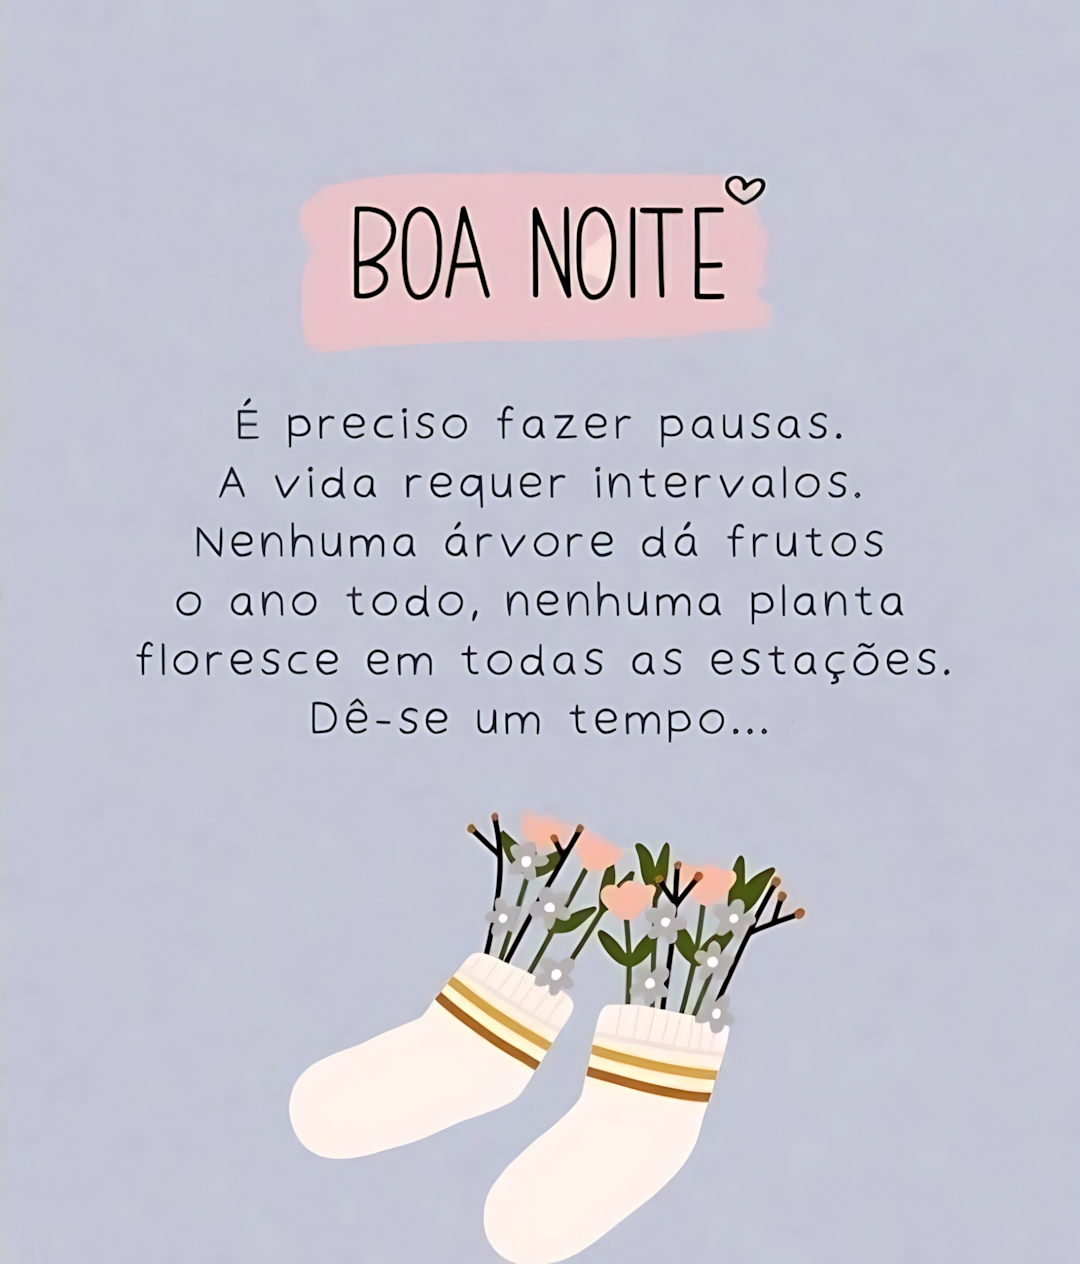 BOA NOITE
É preciso fazer pausas.
A vida requer intervalos.
Nenhuma árvore dá frutos
o ano todo, nenhuma planta
floresce em todas as estações.
Dê-se um tempo...